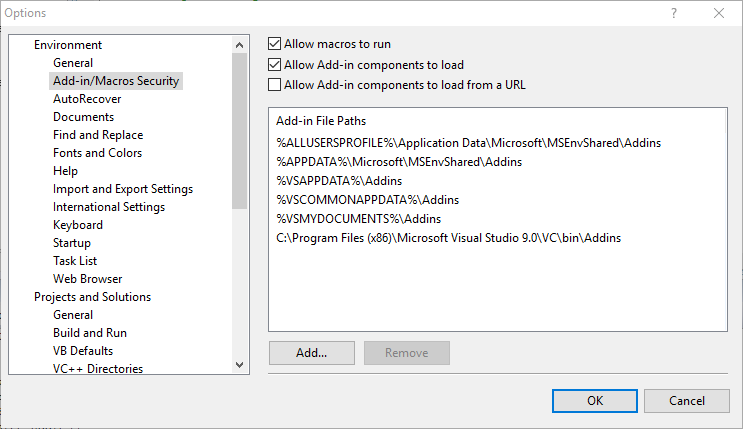 Options
?
Environment
General
Add-in/Macros Security
AutoRecover
Documents
Find and Replace
Fonts and Colors
Help
Import and Export Settings
International Settings
Keyboard
Startup
Task List
Web Browser
Projects and Solutions
General
Build and Run
VB Defaults
VC++ Directories
Allow macros to run
Allow Add-in components to load
Allow Add-in components to load from a URL
Add-in File Paths
%ALLUSERSPROFILE%\Application Data\Microsoft\MSEnvShared\Addins
%APPDATA%\Microsoft\MSEnvShared\Addins
%VSAPPDATA%\Addins
%VSCOMMONAPPDATA%\Addins
%VSMYDOCUMENTS%\Addins
C:\Program Files (x86)\Microsoft Visual Studio 9.0\VC\bin\Addins
Add... Remove
OK Cancel